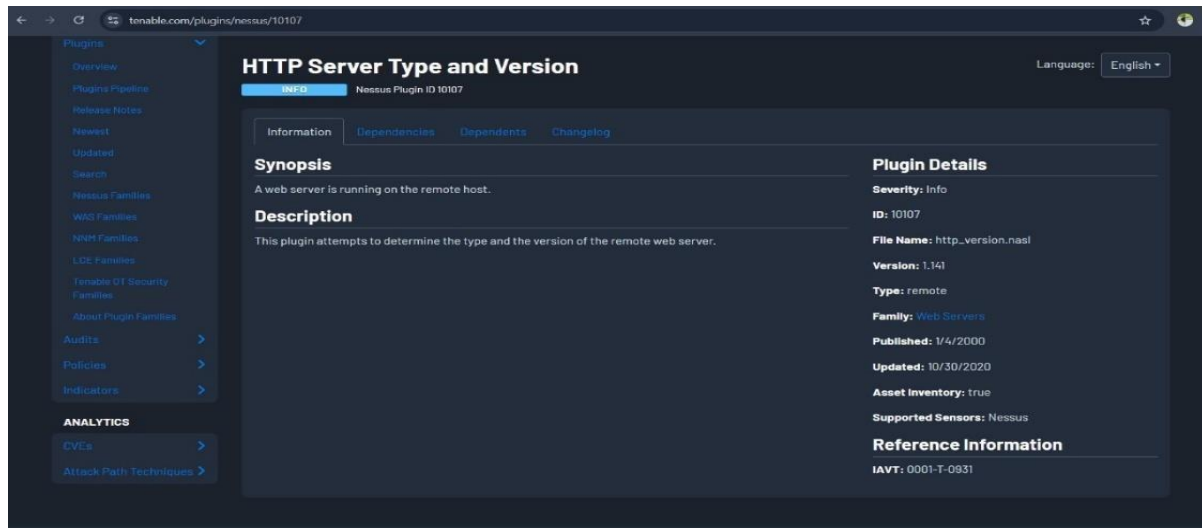 tenable.com/plugins/nessus/10107
Plugins
Overview
Plugins Pipeline
Release Notes
Newest
Updated
Search
Nessus Families
WAS Families
NNM Families
LCE Families
Tenable OT Security
Families
About Plugin Families
Audits
Policies
Indicators
ANALYTICS
CVEs
Attack Path Techniques
HTTP Server Type and Version
Language: English
INFO Nessus Plugin ID 10107
Information Dependencies Dependents Changelog
Synopsis
A web server is running on the remote host.
Description
This plugin attempts to determine the type and the version of the remote web server.
Plugin Details
Severity: Info
ID: 10107
File Name: http_version.nasl
Version: 1.141
Type: remote
Family: Web Servers
Published: 1/4/2000
Updated: 10/30/2020
Asset Inventory: true
Supported Sensors: Nessus
Reference Information
IAVT: 0001-T-0931